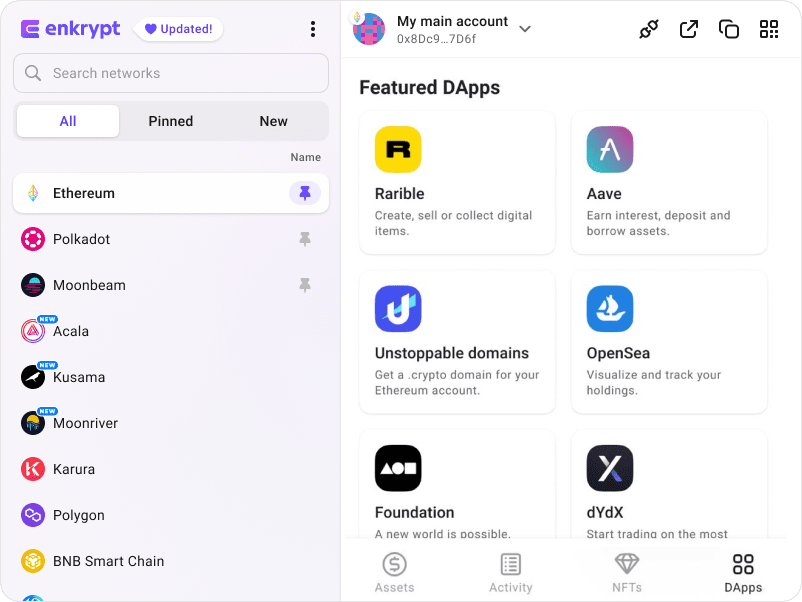 enkrypt
Updated!
Search networks
All
Pinned
New
Name
Ethereum
Polkadot
Moonbeam
NEW
Acala
NEW
Kusama
NEW
Moonriver
Karura
Polygon
BNB Smart Chain
My main account
0x8Dc9...7D6f
Featured DApps
Rarible
Create, sell or collect digital
items.
Aave
Earn interest, deposit and
borrow assets.
Unstoppable domains
Get a .crypto domain for your
Ethereum account.
OpenSea
Visualize and track your
holdings.
Foundation
A new world is possible.
dYdX
Start trading on the most
Assets
Activity
NFTs
DApps